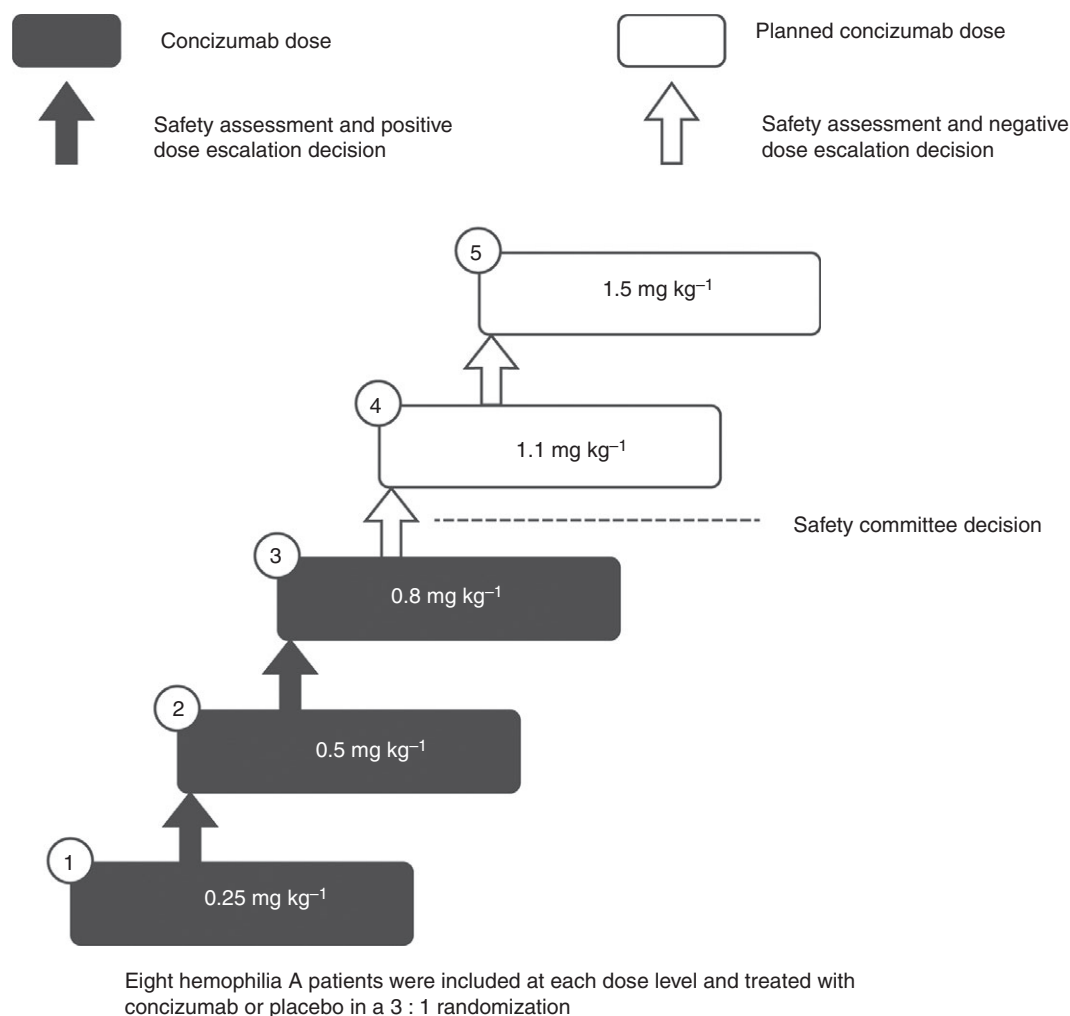 Concizumab dose
Planned concizumab dose
Safety assessment and positive
dose escalation decision
Safety assessment and negative
dose escalation decision
5
1.5 mg kg⁻¹
4
1.1 mg kg⁻¹
Safety committee decision
3
0.8 mg kg⁻¹
2
0.5 mg kg⁻¹
1
0.25 mg kg⁻¹
Eight hemophilia A patients were included at each dose level and treated with
concizumab or placebo in a 3 : 1 randomization